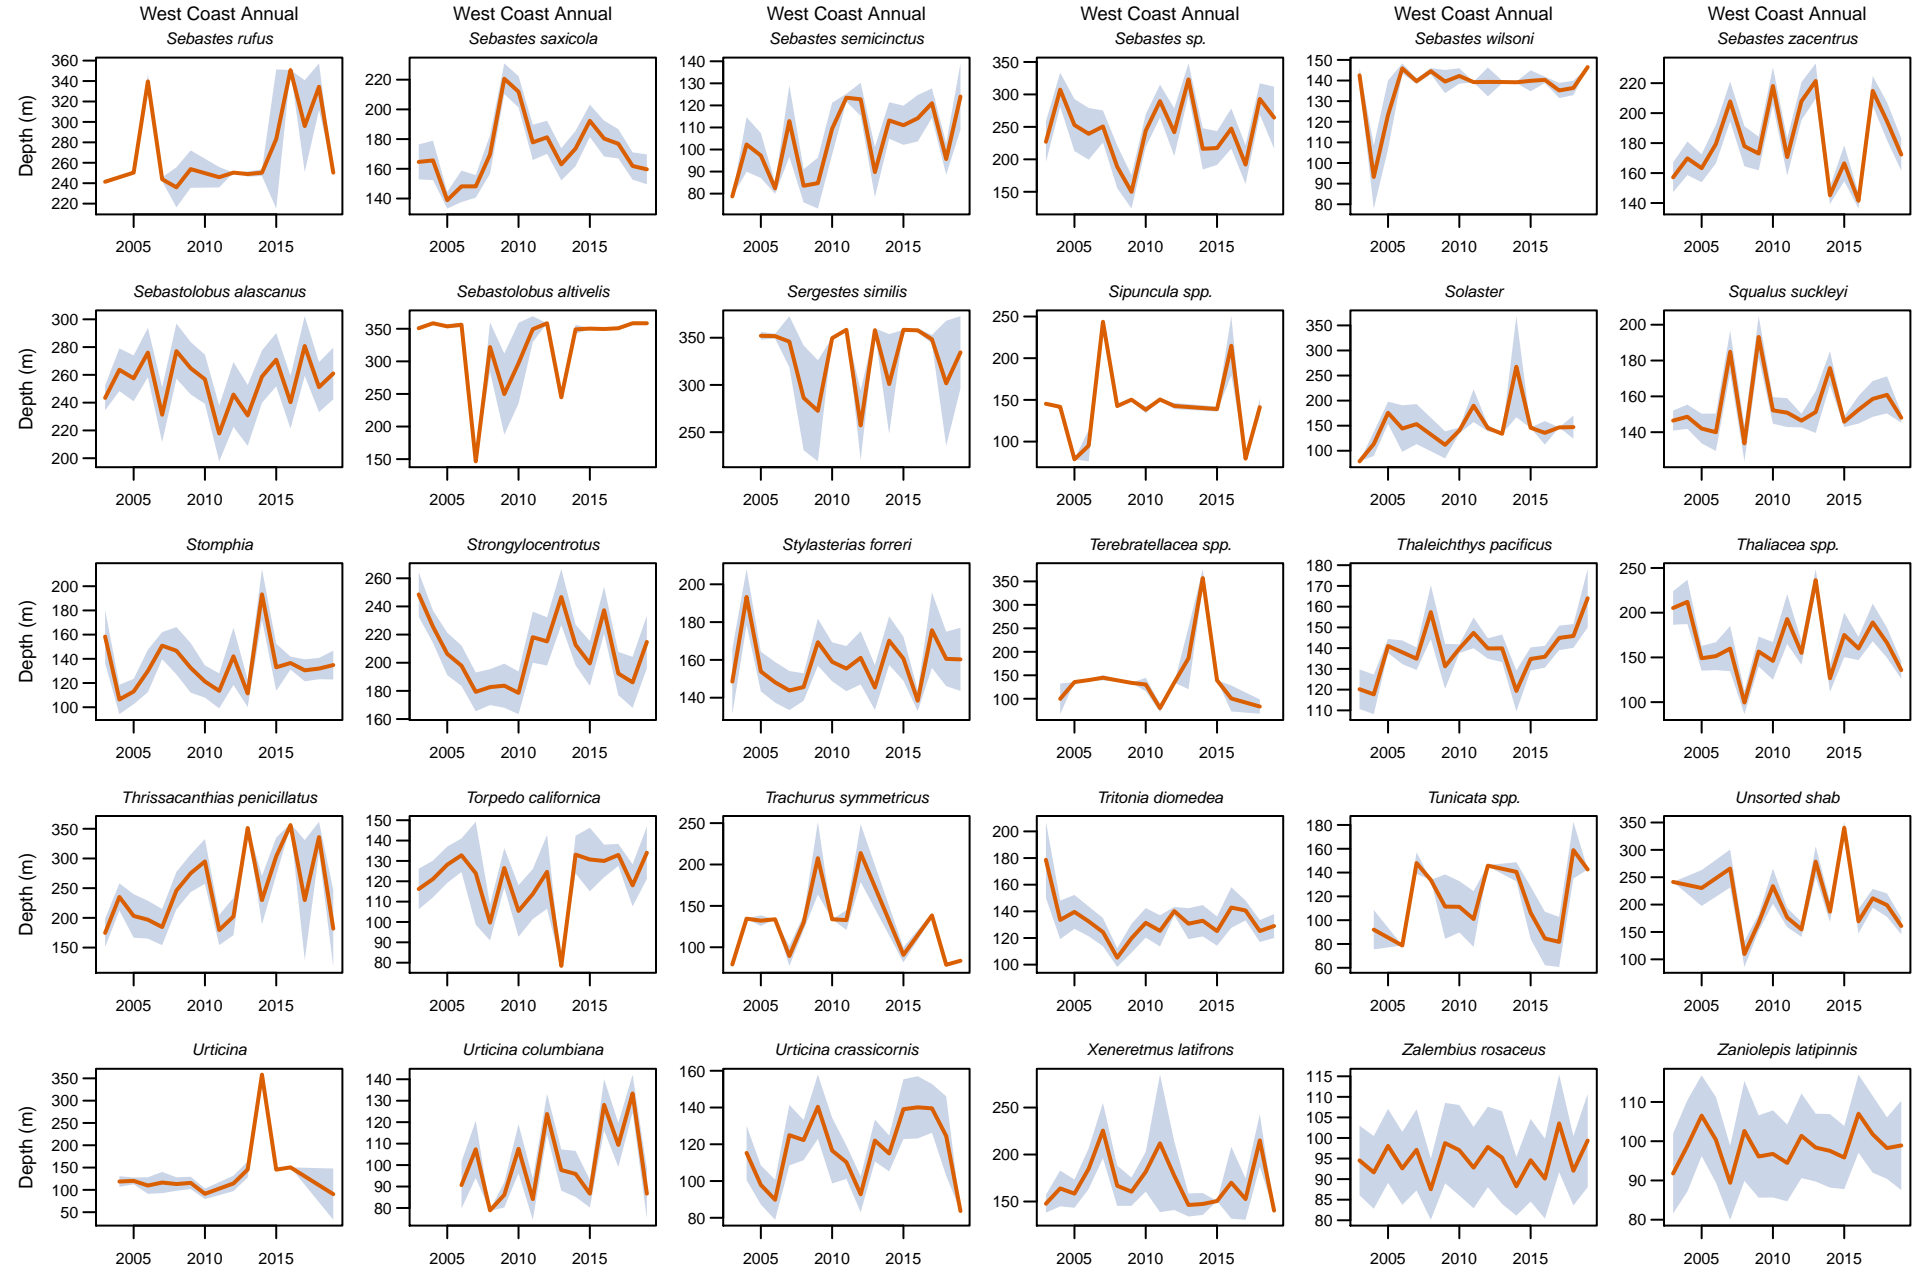 West Coast Annual West Coast Annual West Coast Annual West Coast Annual West Coast Annual West Coast Annual
Sebastes rufus Sebastes saxicola Sebastes semicinctus Sebastes sp. Sebastes wilsoni Sebastes zacentrus
Depth (m)
360 340 320 300 280 260 240 220
220 200 180 160 140
140 120 110 100 90 80
350 300 250 200 150
150 140 130 120 110 100 90 80
220 200 180 160 140
2005 2010 2015 2005 2010 2015 2005 2010 2015 2005 2010 2015 2005 2010 2015 2005 2010 2015
Sebastolobus alascanus Sebastolobus altivelis Sergestes similis Sipuncula spp. Solaster Squalus suckleyi
Depth (m)
300 280 260 240 220 200
350 300 250 200 150
350 300 250
250 200 150 100
350 300 250 200 150 100
200 180 160 140
2005 2010 2015 2005 2010 2015 2005 2010 2015 2005 2010 2015 2005 2010 2015 2005 2010 2015
Stomphia Strongylocentrotus Stylasterias forreri Terebratellacea spp. Thaleichthys pacificus Thaliacea spp.
Depth (m)
200 180 160 140 120 100
260 240 220 200 180 160
200 180 160 140
350 300 250 200 150 100
180 170 160 150 140 130 120 110
250 200 150 100
2005 2010 2015 2005 2010 2015 2005 2010 2015 2005 2010 2015 2005 2010 2015 2005 2010 2015
Thrissacanthias penicillatus Torpedo californica Trachurus symmetricus Tritonia diomedea Tunicata spp. Unsorted shab
Depth (m)
350 300 250 200 150
150 140 130 120 110 100 90 80
250 200 150 100
200 180 160 140 120 100
180 160 140 120 100 80 60
350 300 250 200 150 100
2005 2010 2015 2005 2010 2015 2005 2010 2015 2005 2010 2015 2005 2010 2015 2005 2010 2015
Urticina Urticina columbiana Urticina crassicornis Xeneretmus latifrons Zalembius rosaceus Zaniolepis latipinnis
Depth (m)
350 300 250 200 150 100 50
140 130 120 110 100 90 80
160 140 120 100 80
250 200 150
115 110 105 100 95 90 85 80
110 100 90 80
2005 2010 2015 2005 2010 2015 2005 2010 2015 2005 2010 2015 2005 2010 2015 2005 2010 2015